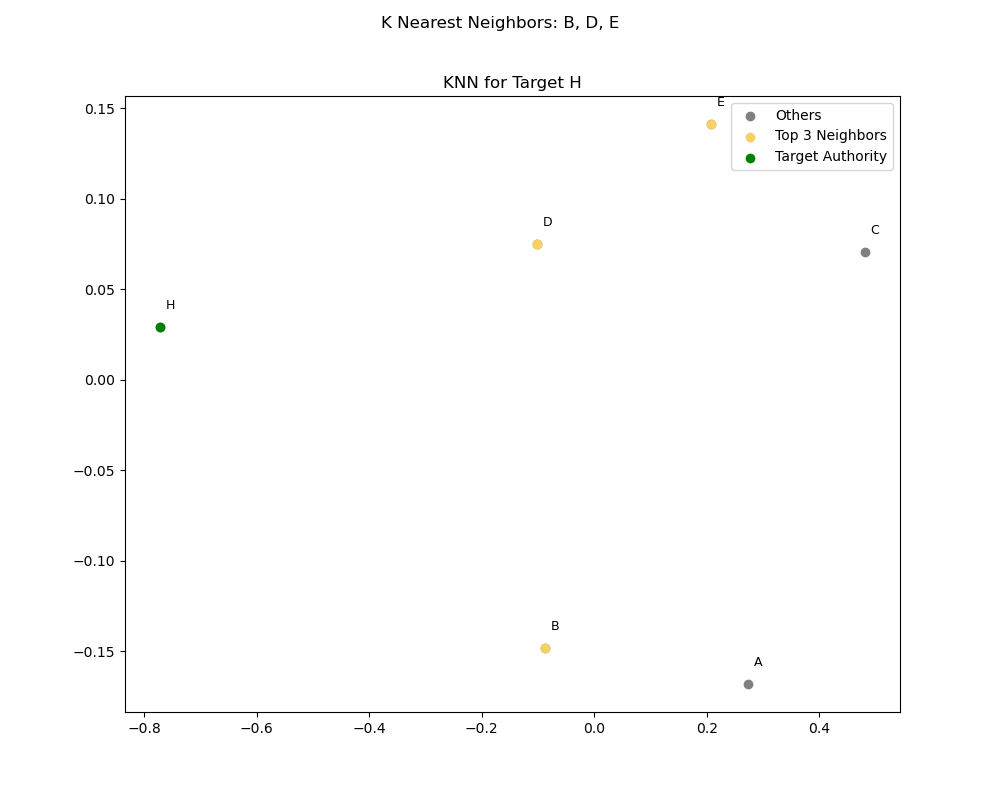 K Nearest Neighbors: B, D, E
KNN for Target H
E
Others
Top 3 Neighbors
Target Authority
D
C
H
B
A
0.15
0.10
0.05
0.00
−0.05
−0.10
−0.15
−0.8
−0.6
−0.4
−0.2
0.0
0.2
0.4